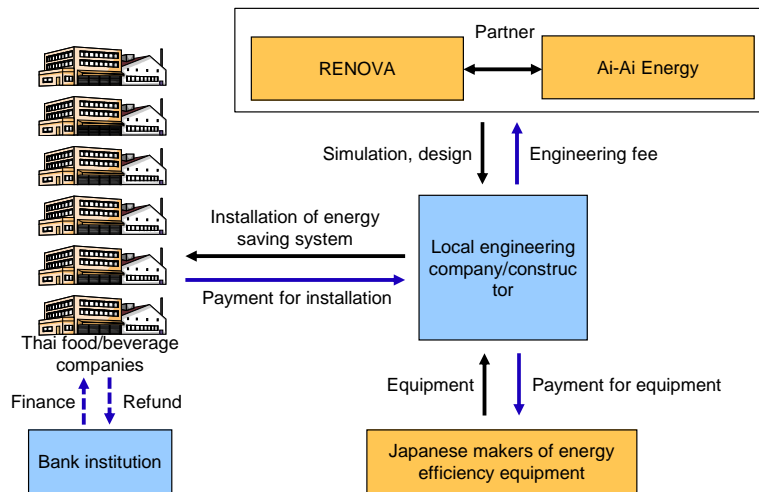 Partner
RENOVA
Ai-Ai Energy
Simulation, design
Engineering fee
Installation of energy
saving system
Local engineering
company/construc
tor
Payment for installation
Thai food/beverage
companies
Finance
Refund
Equipment
Payment for equipment
Bank institution
Japanese makers of energy
efficiency equipment